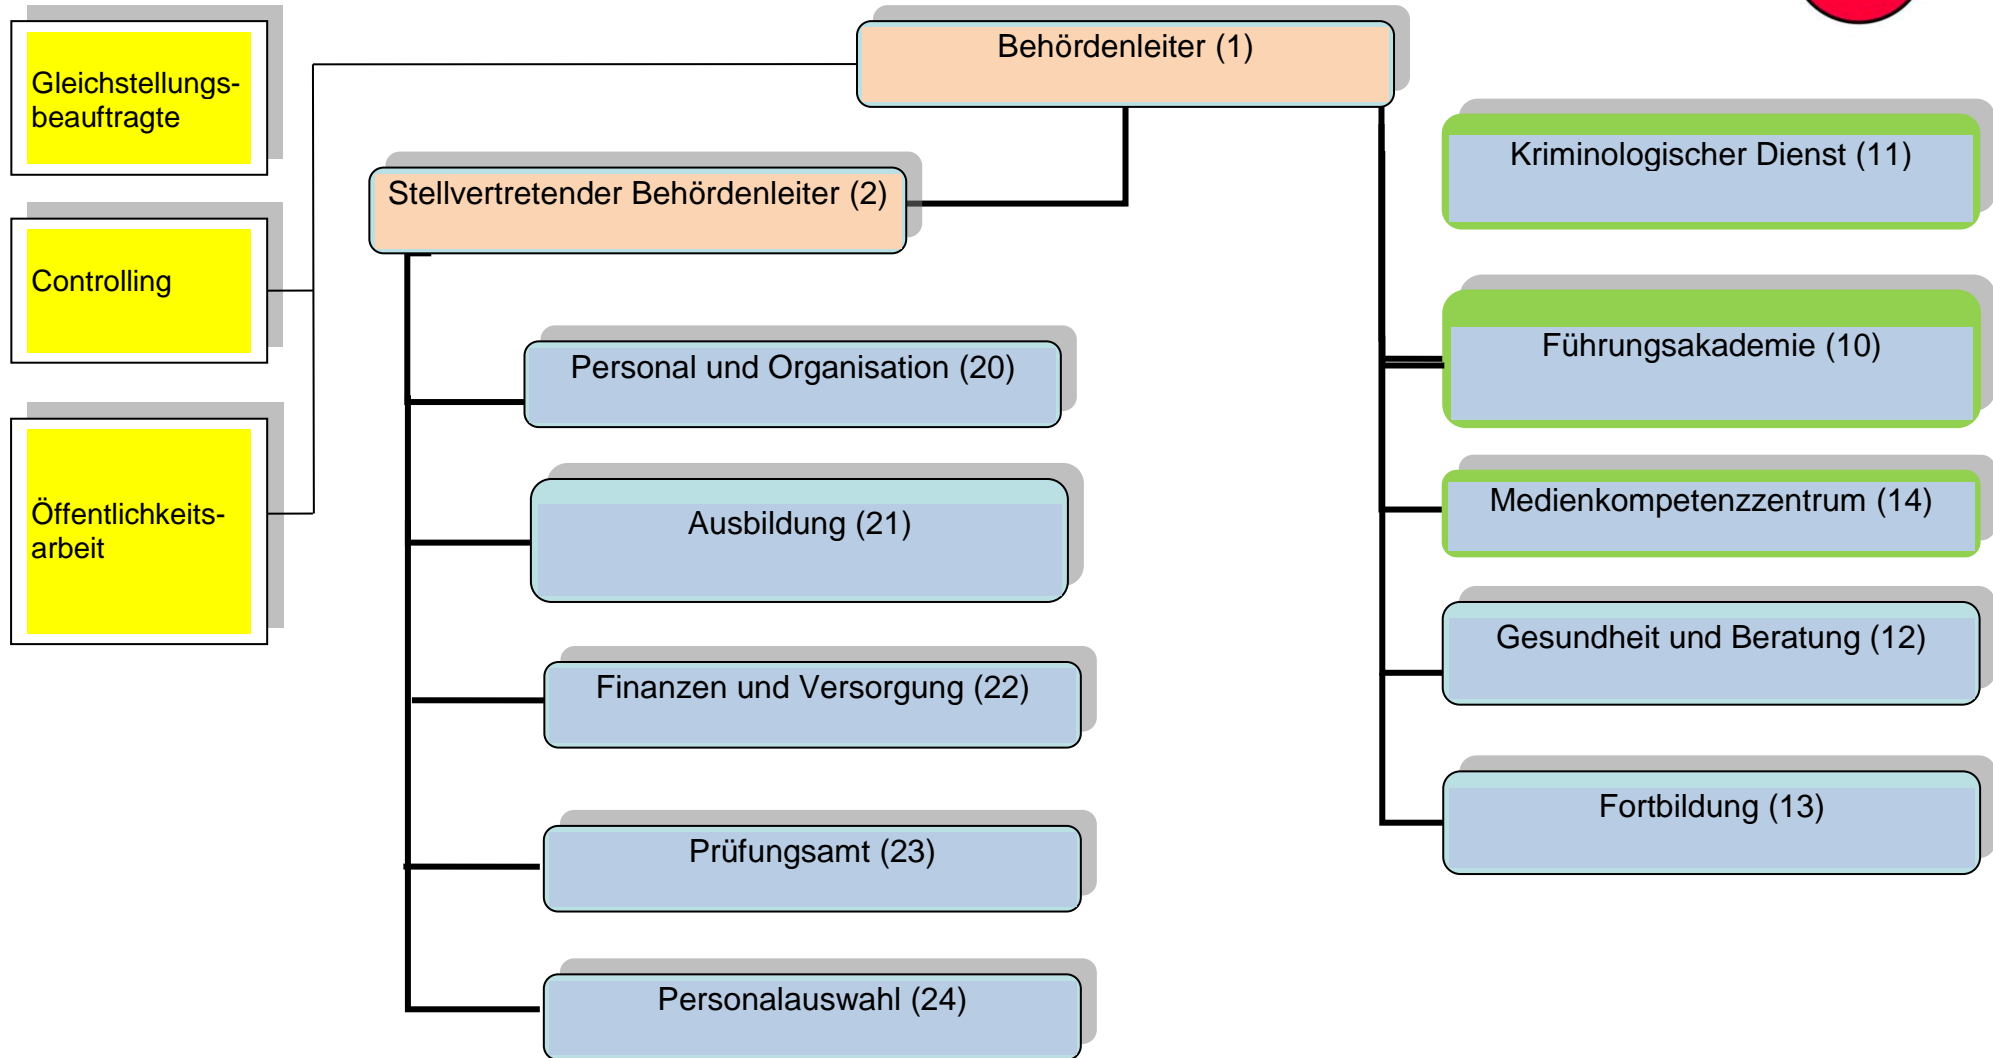 Gleichstellungs-
beauftragte
Controlling
Öffentlichkeits-
arbeit
Behördenleiter (1)
Stellvertretender Behördenleiter (2)
Personal und Organisation (20)
Ausbildung (21)
Finanzen und Versorgung (22)
Prüfungsamt (23)
Personalauswahl (24)
Kriminologischer Dienst (11)
Führungsakademie (10)
Medienkompetenzzentrum (14)
Gesundheit und Beratung (12)
Fortbildung (13)